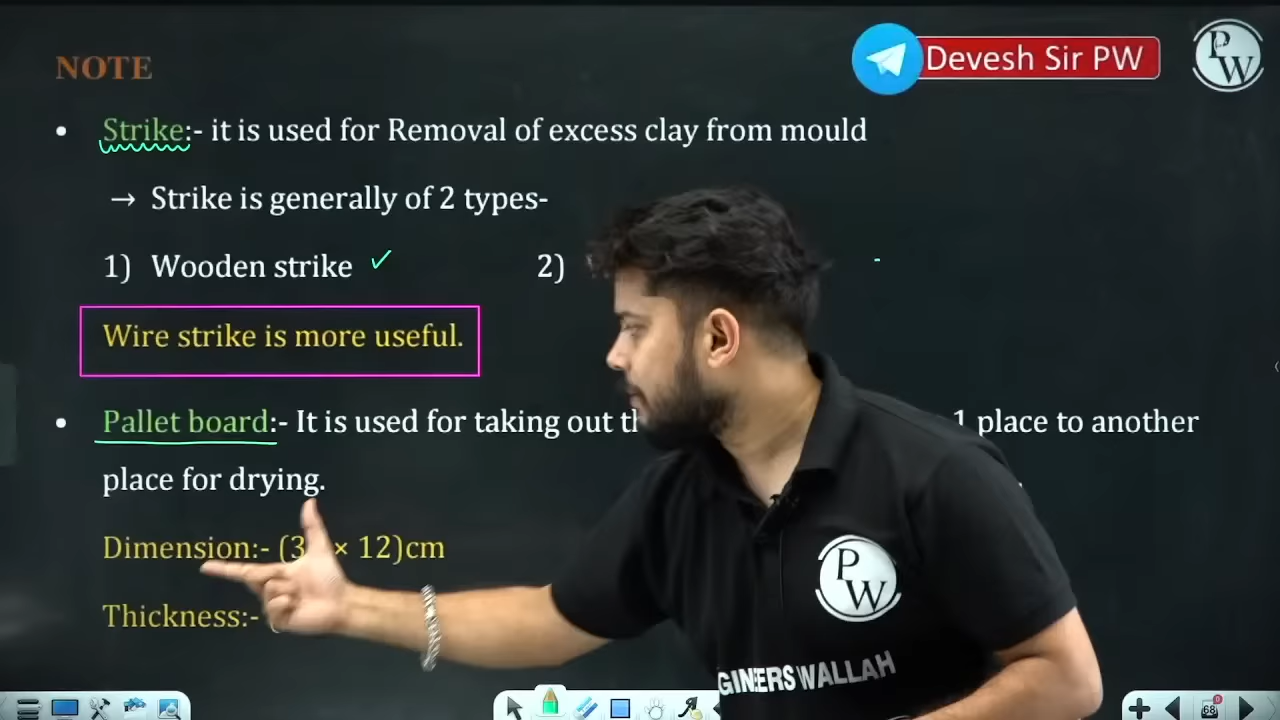 NOTE
Devesh Sir PW
P
W
• Strike:- it is used for Removal of excess clay from mould
→ Strike is generally of 2 types-
1) Wooden strike ✓ 2)
Wire strike is more useful.
• Pallet board:- It is used for taking out 1 place to another
place for drying.
Dimension:- × 12)cm
Thickness:-
P
W
WALLAH
68